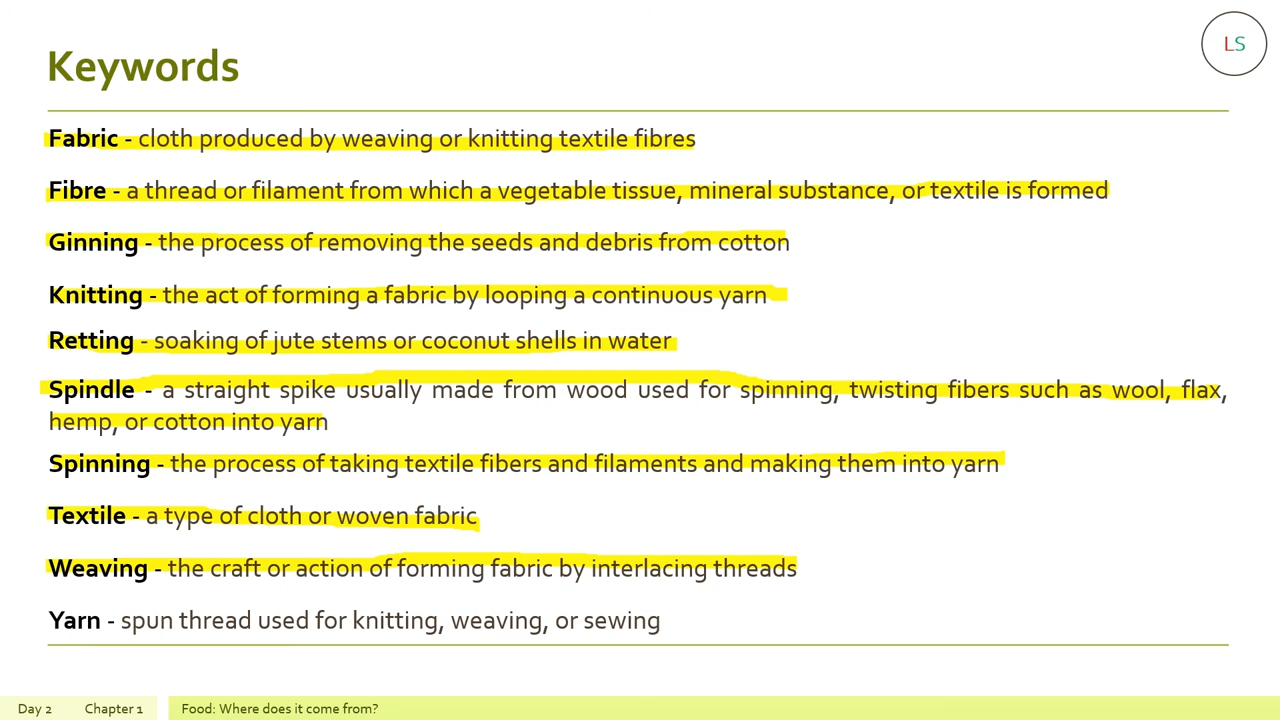 LS
Keywords
Fabric - cloth produced by weaving or knitting textile fibres
Fibre - a thread or filament from which a vegetable tissue, mineral substance, or textile is formed
Ginning - the process of removing the seeds and debris from cotton
Knitting - the act of forming a fabric by looping a continuous yarn
Retting - soaking of jute stems or coconut shells in water
Spindle - a straight spike usually made from wood used for spinning, twisting fibers such as wool, flax,
hemp, or cotton into yarn
Spinning - the process of taking textile fibers and filaments and making them into yarn
Textile - a type of cloth or woven fabric
Weaving - the craft or action of forming fabric by interlacing threads
Yarn - spun thread used for knitting, weaving, or sewing
Day 2 Chapter 1 Food: Where does it come from?